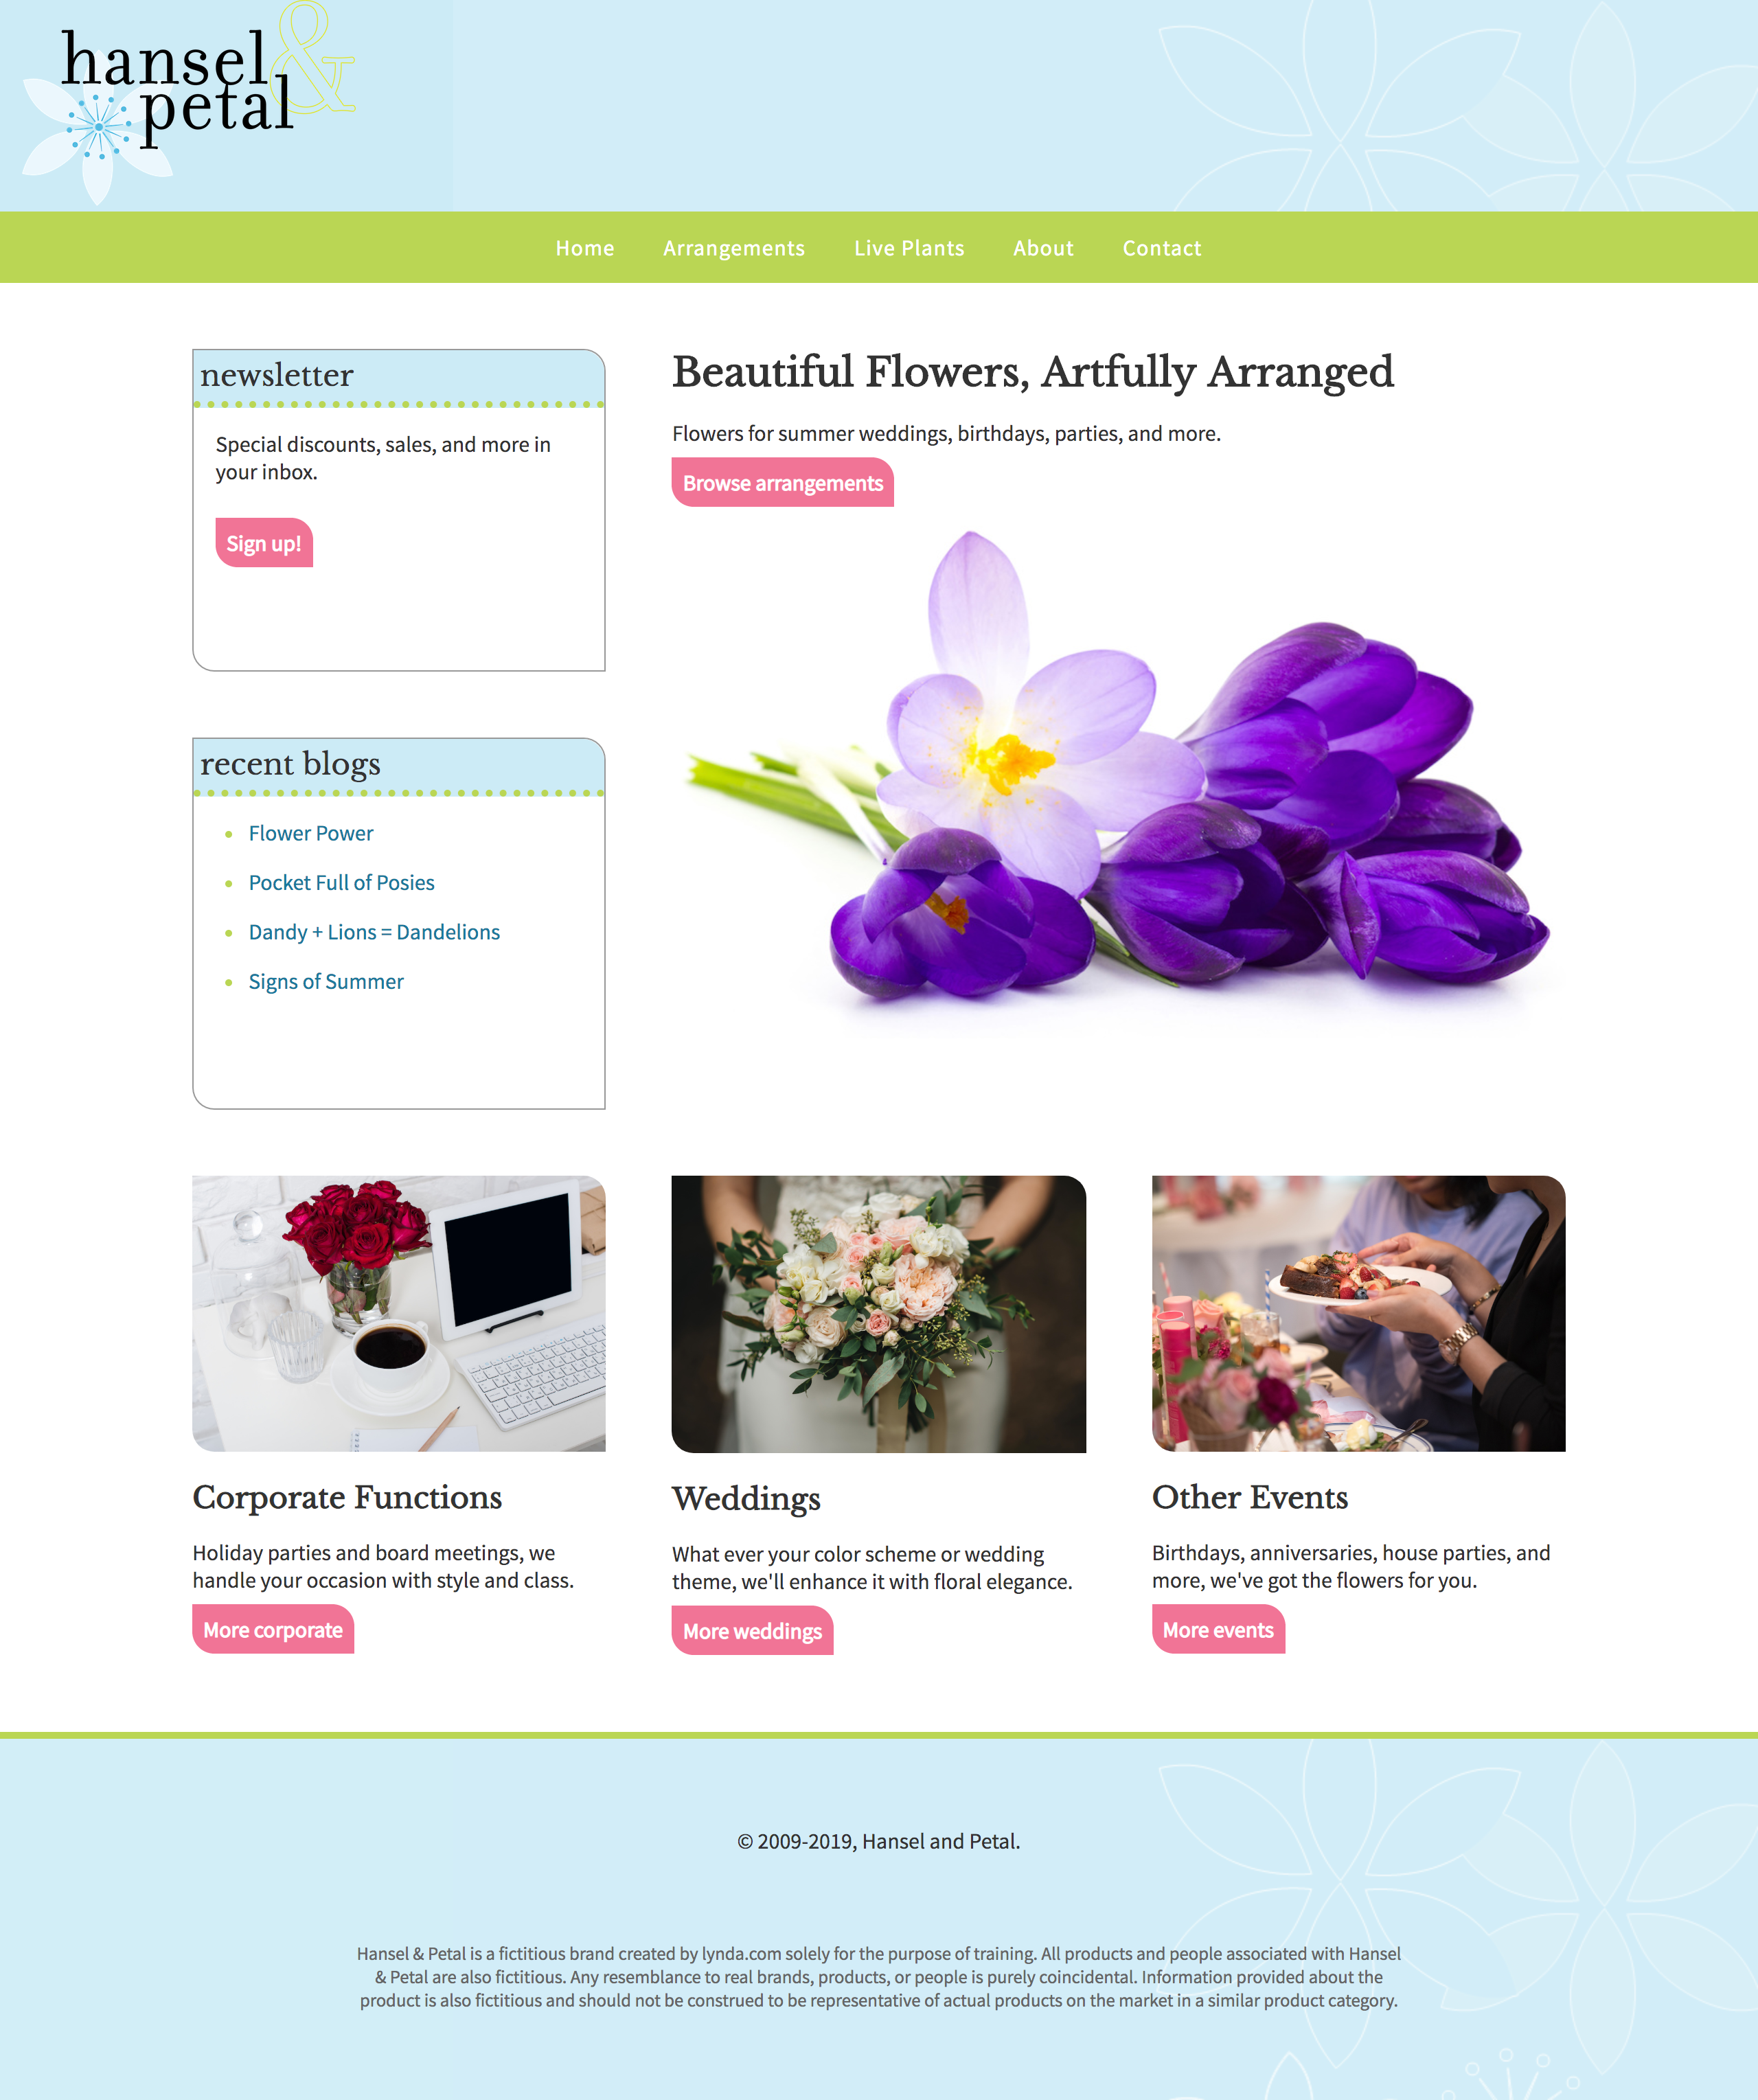 hansel &
petal
Home Arrangements Live Plants About Contact
newsletter
Special discounts, sales, and more in
your inbox.
Sign up!
Beautiful Flowers, Artfully Arranged
Flowers for summer weddings, birthdays, parties, and more.
Browse arrangements
recent blogs
Flower Power
Pocket Full of Posies
Dandy + Lions = Dandelions
Signs of Summer
Corporate Functions
Holiday parties and board meetings, we
handle your occasion with style and class.
More corporate
Weddings
What ever your color scheme or wedding
theme, we'll enhance it with floral elegance.
More weddings
Other Events
Birthdays, anniversaries, house parties, and
more, we've got the flowers for you.
More events
© 2009-2019, Hansel and Petal.
Hansel & Petal is a fictitious brand created by lynda.com solely for the purpose of training. All products and people associated with Hansel
& Petal are also fictitious. Any resemblance to real brands, products, or people is purely coincidental. Information provided about the
product is also fictitious and should not be construed to be representative of actual products on the market in a similar product category.